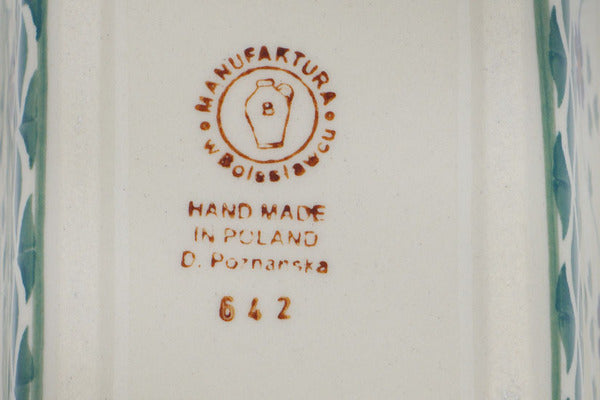 MANUFAKTURA
w Bolesławcu
B
HAND MADE
IN POLAND
D. Poznańska
642